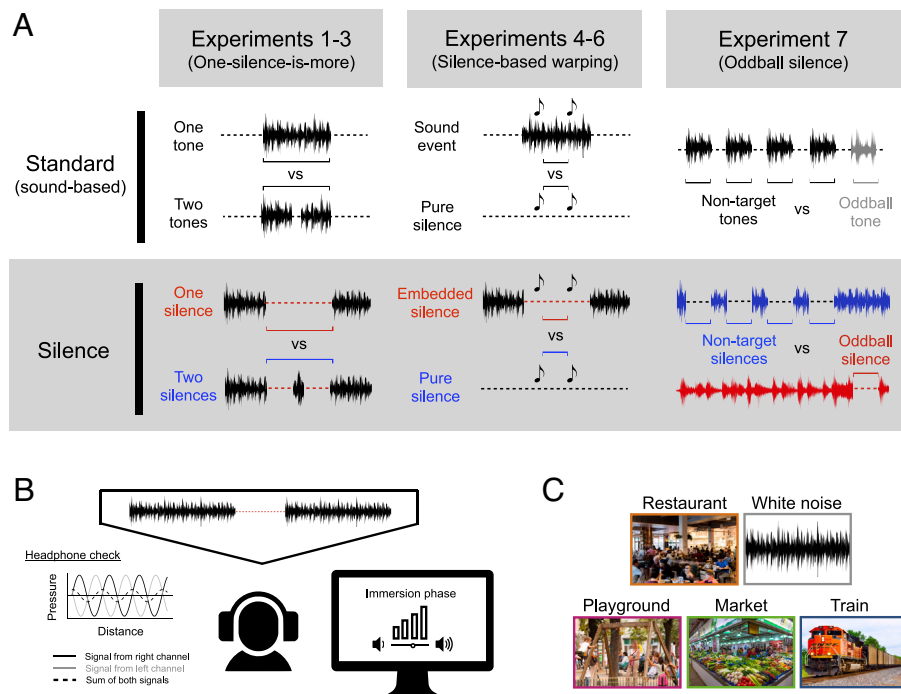 A
Experiments 1-3
(One-silence-is-more)
Experiments 4-6
(Silence-based warping)
Experiment 7
(Oddball silence)
Standard
(sound-based)
One
tone
vs
Two
tones
Sound
event
vs
Pure
silence
Non-target
tones
vs
Oddball
tone
Silence
One
silence
vs
Two
silences
Embedded
silence
vs
Pure
silence
Non-target
silences
vs
Oddball
silence
B
Headphone check
Pressure
Distance
Signal from right channel
Signal from left channel
Sum of both signals
Immersion phase
C
Restaurant
White noise
Playground
Market
Train